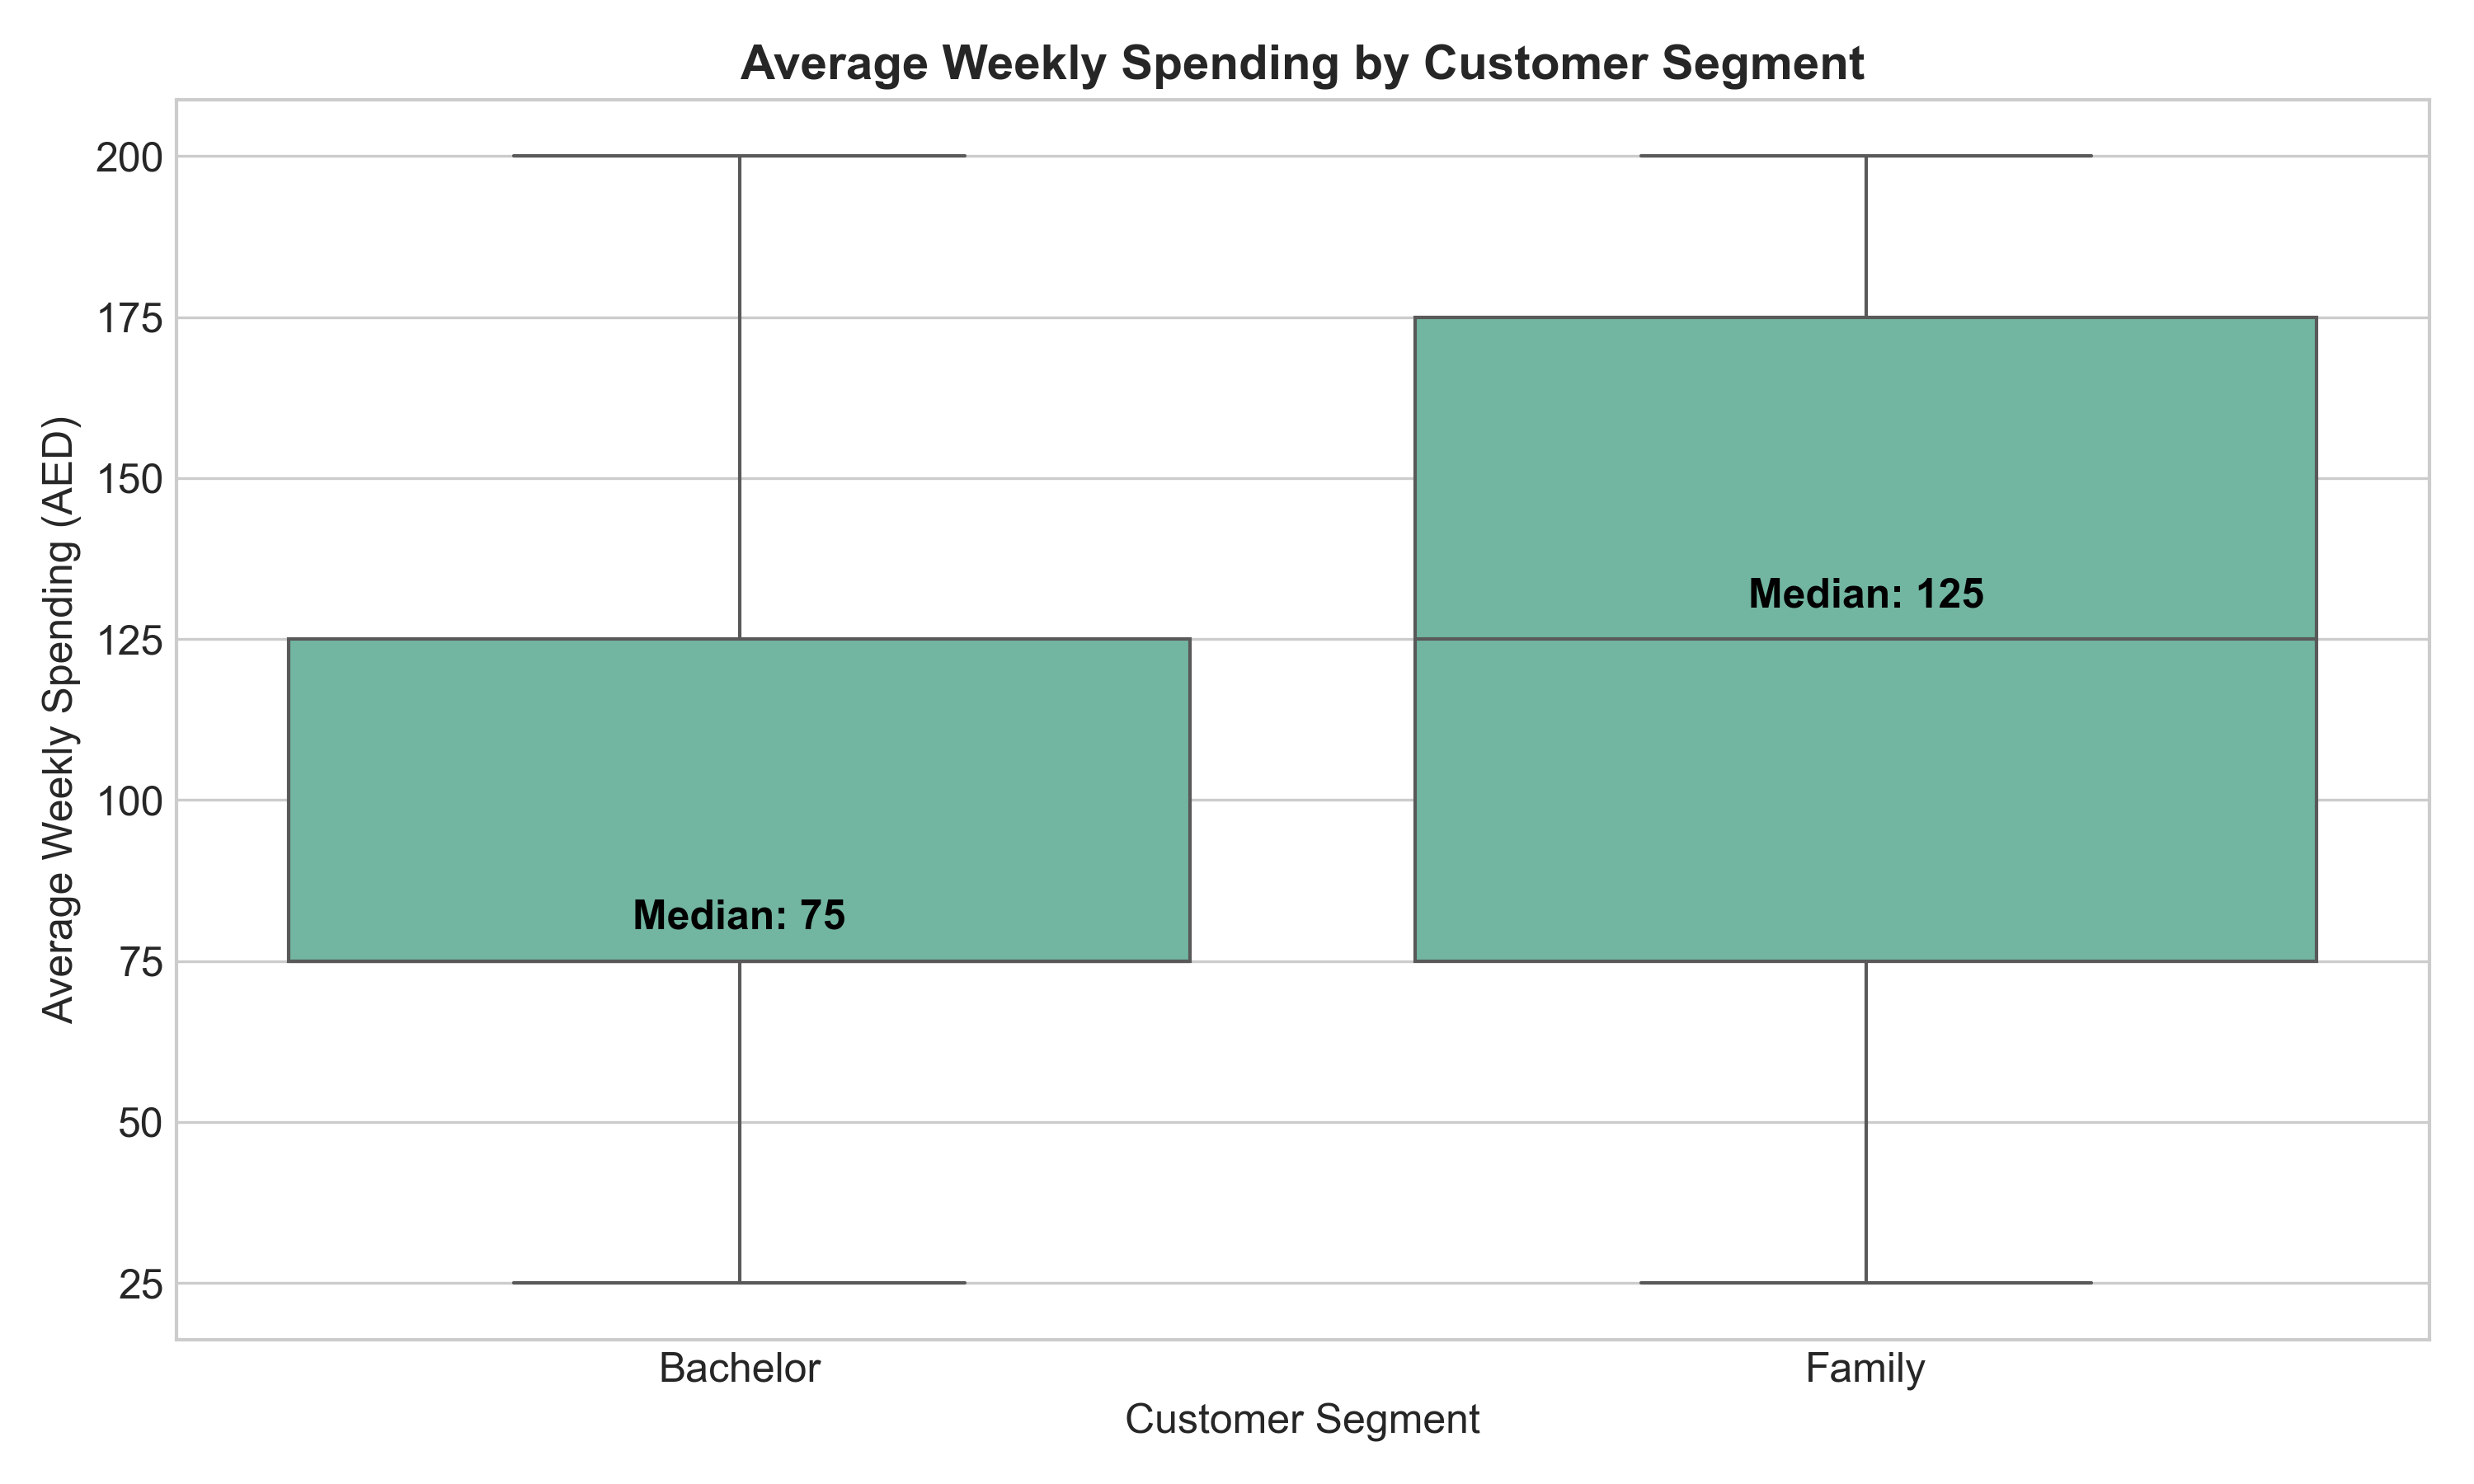 Average Weekly Spending by Customer Segment
Average Weekly Spending (AED)
200
175
150
125
100
75
50
25
Median: 125
Median: 75
Bachelor
Family
Customer Segment